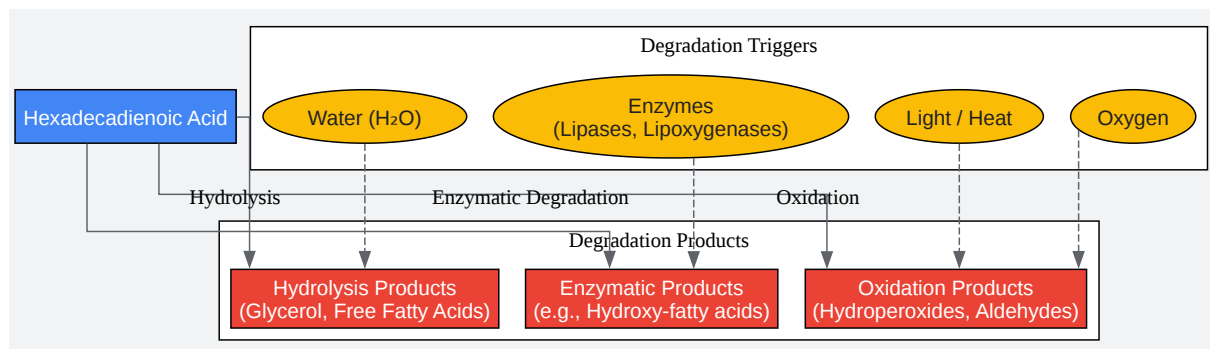 Degradation Triggers
Hexadecadienoic Acid
Water (H₂O)
Enzymes
(Lipases, Lipoxygenases)
Light / Heat
Oxygen
Hydrolysis
Enzymatic Degradation
Oxidation
Degradation Products
Hydrolysis Products
(Glycerol, Free Fatty Acids)
Enzymatic Products
(e.g., Hydroxy-fatty acids)
Oxidation Products
(Hydroperoxides, Aldehydes)